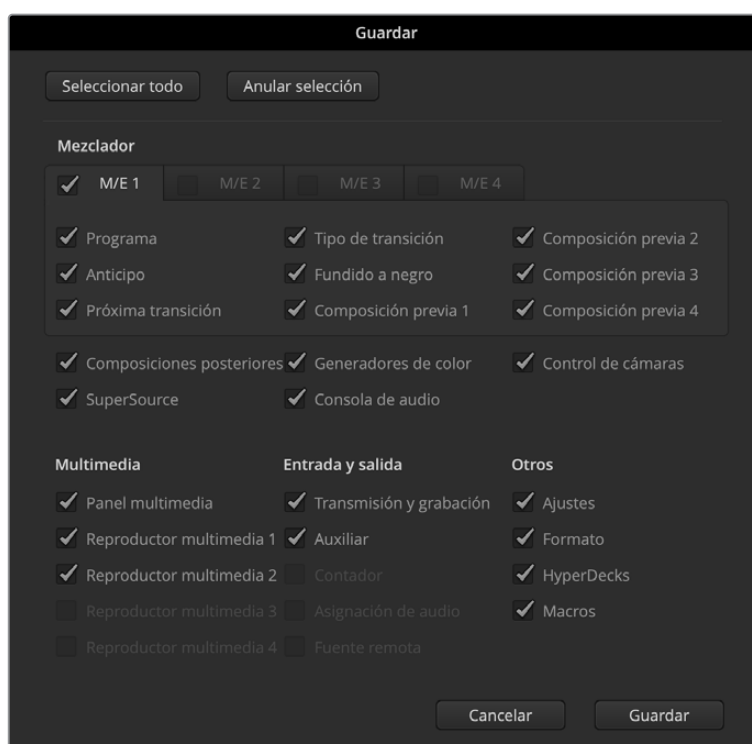 Guardar
Seleccionar todo Anular selección
Mezclador
M/E 1 M/E 2 M/E 3 M/E 4
Programa Tipo de transición Composición previa 2
Anticipo Fundido a negro Composición previa 3
Próxima transición Composición previa 1 Composición previa 4
Composiciones posteriores Generadores de color Control de cámaras
SuperSource Consola de audio
Multimedia Entrada y salida Otros
Panel multimedia Transmisión y grabación Ajustes
Reproductor multimedia 1 Auxiliar Formato
Reproductor multimedia 2 Contador HyperDecks
Reproductor multimedia 3 Asignación de audio Macros
Reproductor multimedia 4 Fuente remota
Cancelar Guardar